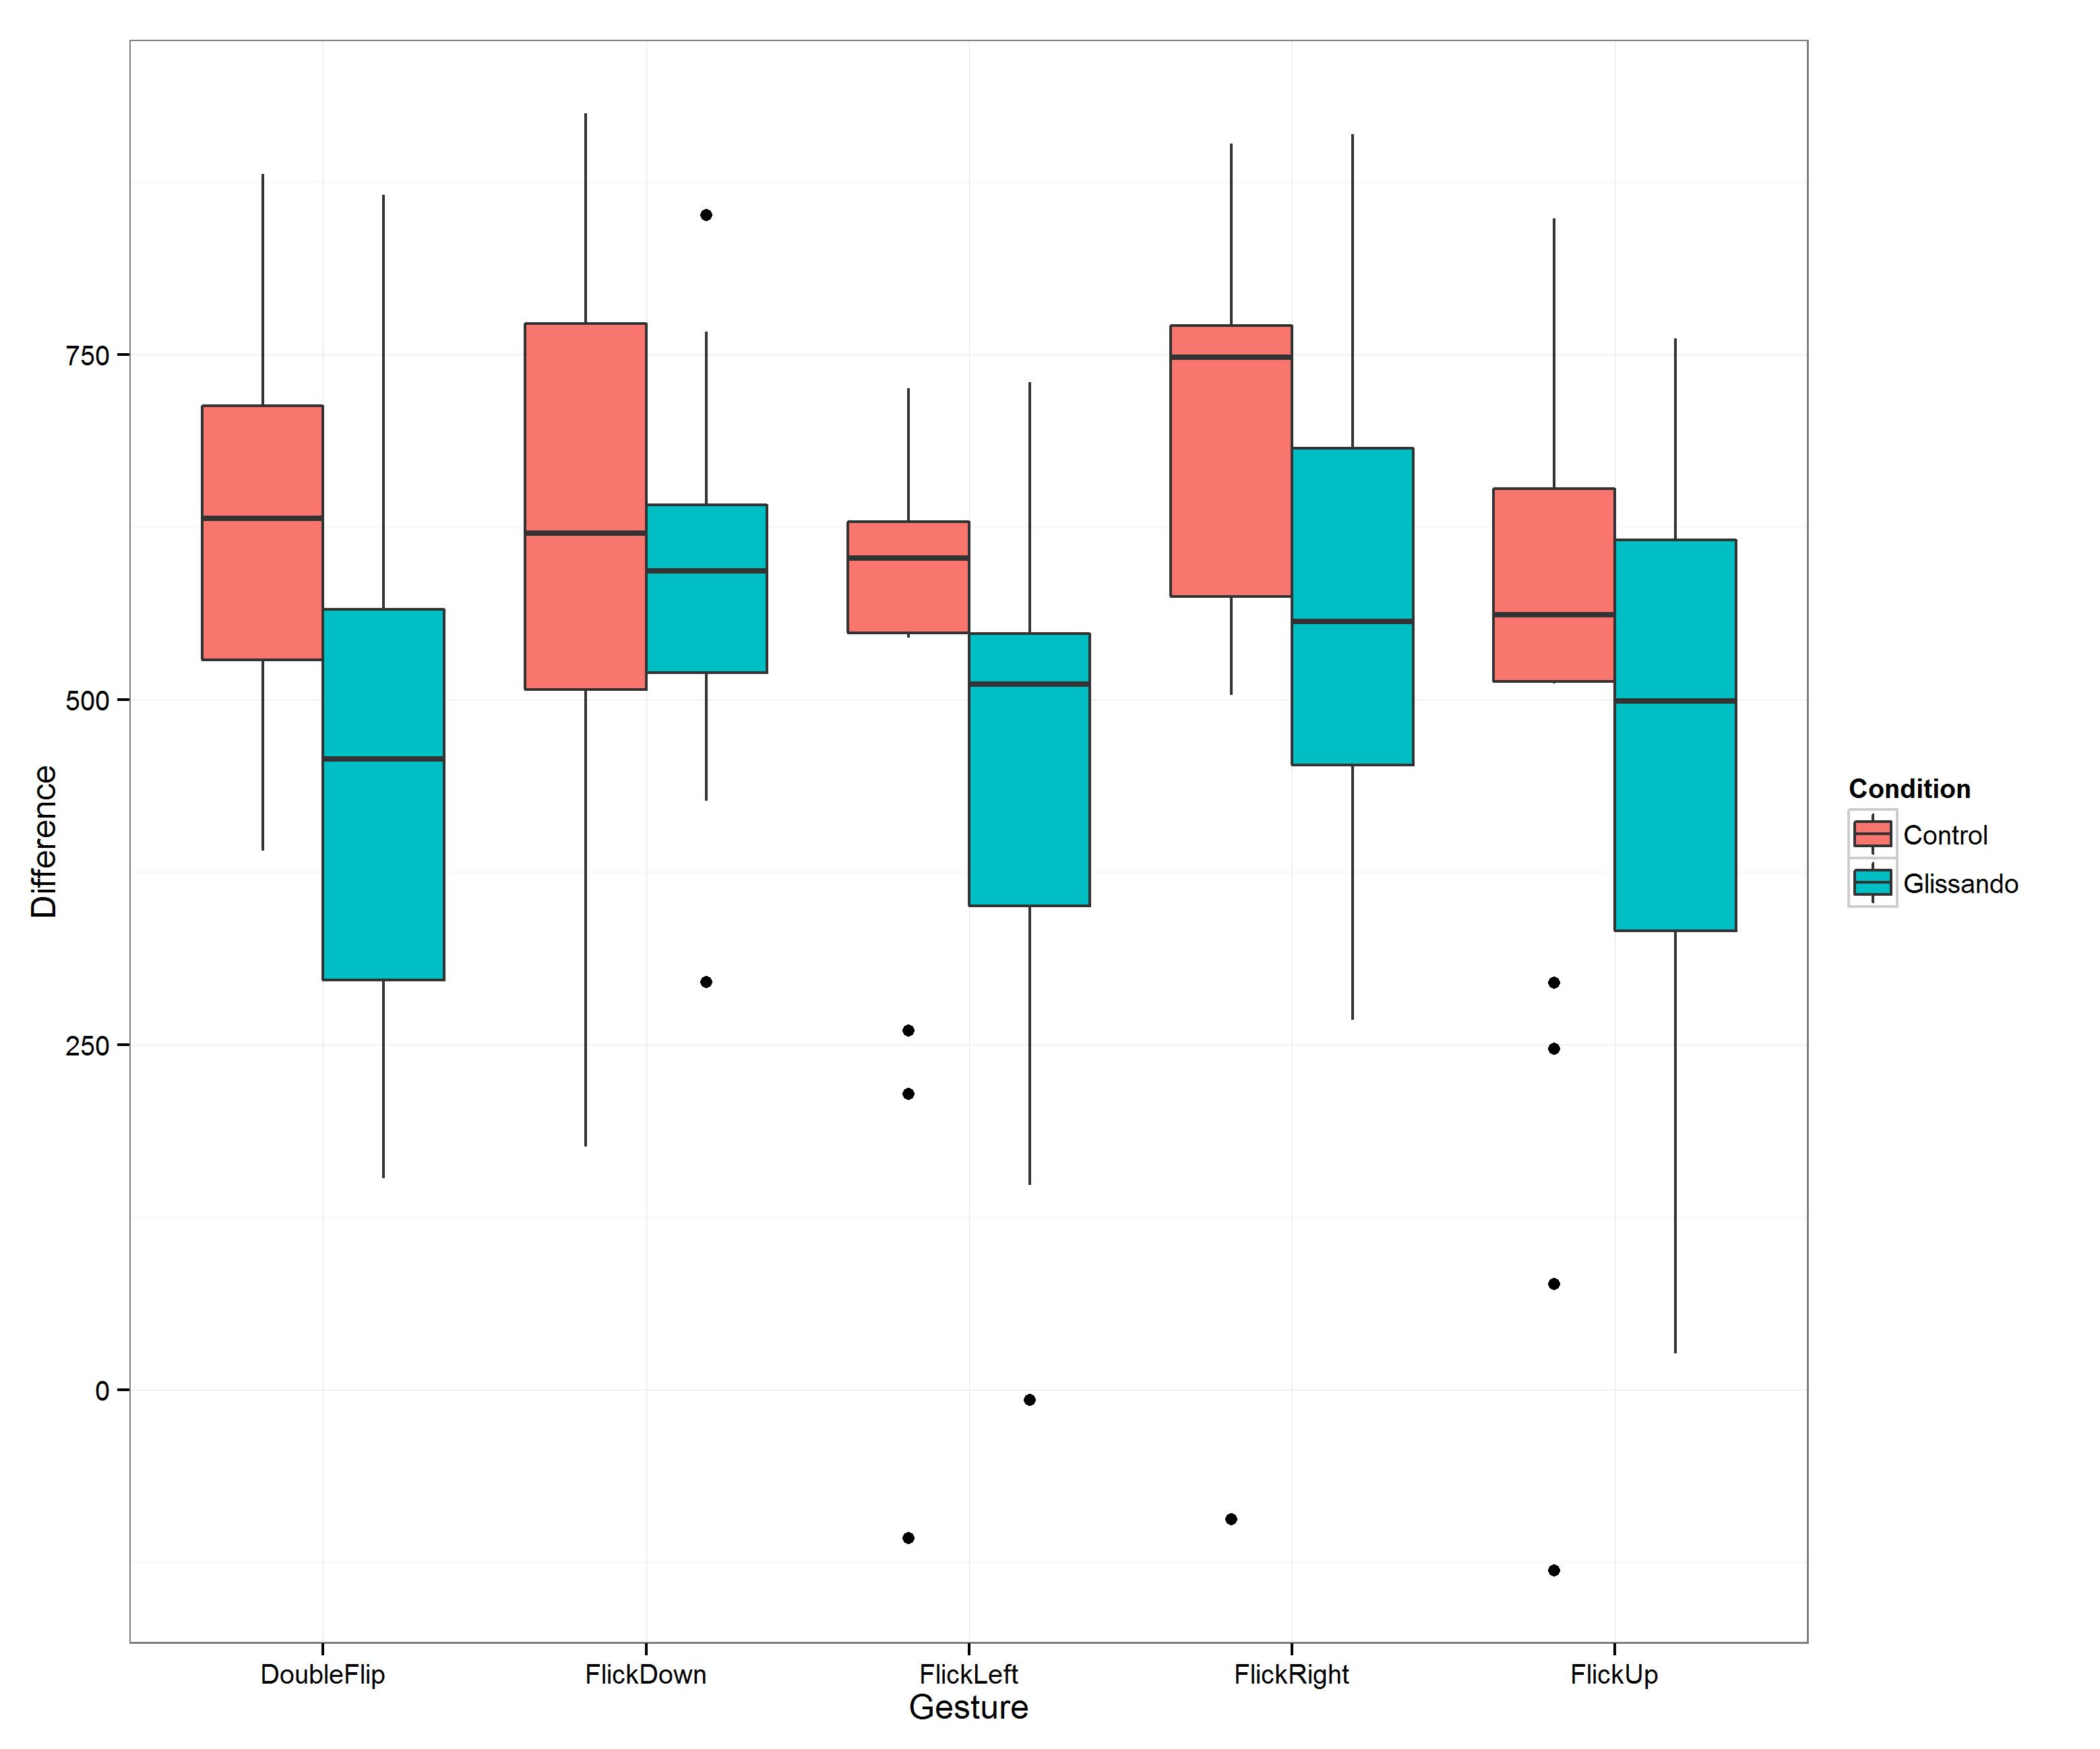 Difference
750
500
250
0
DoubleFlip
FlickDown
FlickLeft
FlickRight
FlickUp
Gesture
Condition
Control
Glissando